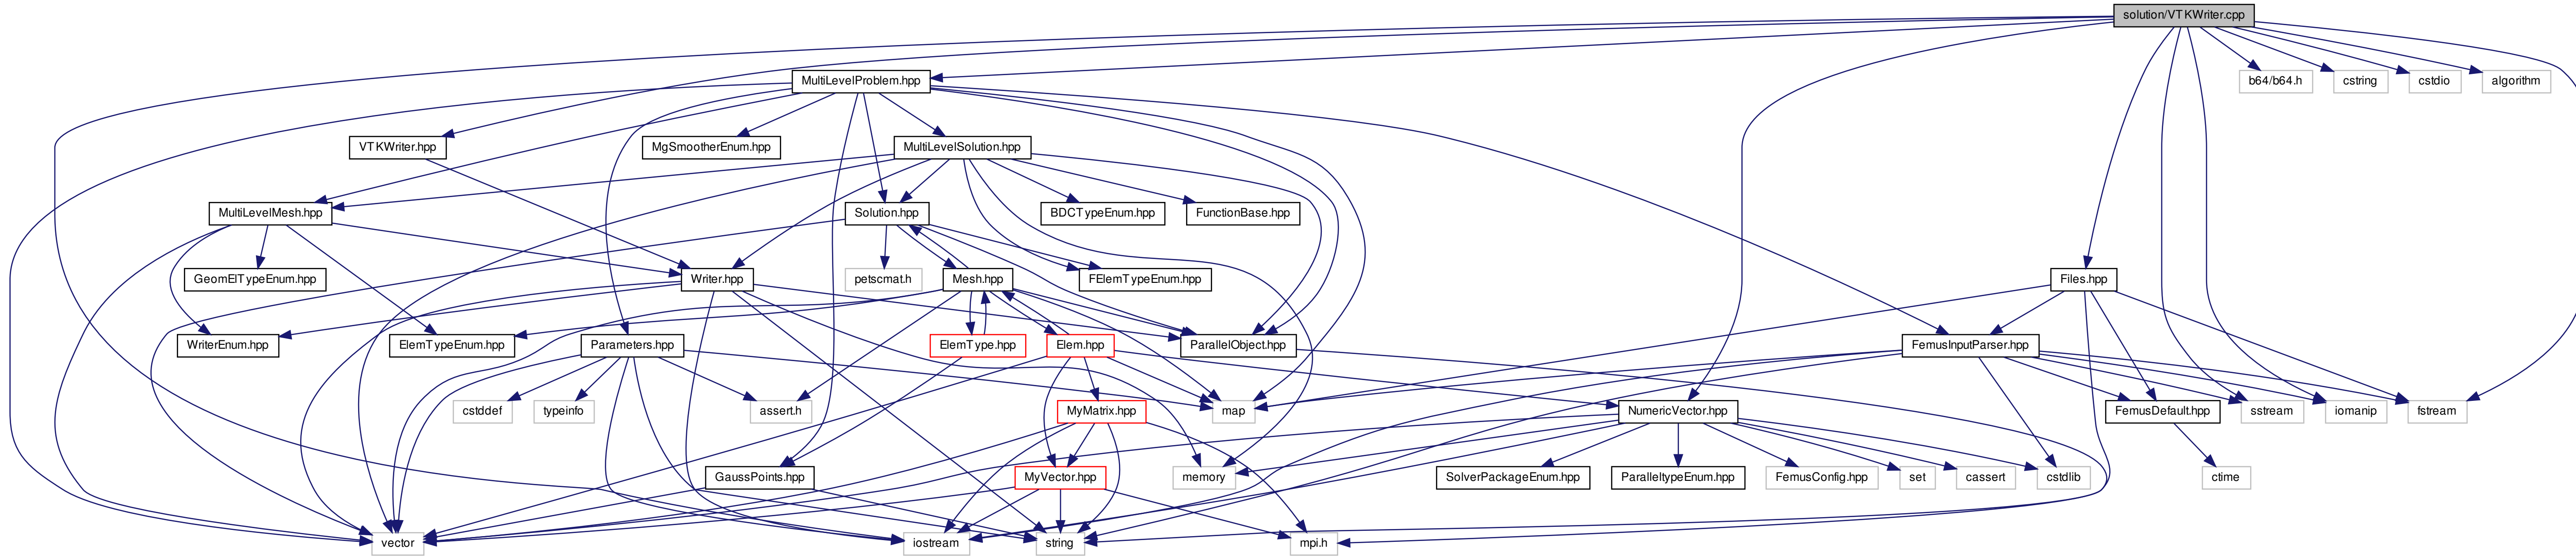 solution/VTKWriter.cpp
MultiLevelProblem.hpp
b64/b64.h
cstring
cstdio
algorithm
VTKWriter.hpp
MgSmootherEnum.hpp
MultiLevelSolution.hpp
MultiLevelMesh.hpp
Solution.hpp
BDCTypeEnum.hpp
FunctionBase.hpp
GeomElTypeEnum.hpp
Writer.hpp
petscmat.h
Mesh.hpp
FElemTypeEnum.hpp
Files.hpp
WriterEnum.hpp
ElemTypeEnum.hpp
Parameters.hpp
ElemType.hpp
Elem.hpp
ParallelObject.hpp
FemusInputParser.hpp
cstddef
typeinfo
assert.h
MyMatrix.hpp
map
NumericVector.hpp
FemusDefault.hpp
sstream
iomanip
fstream
GaussPoints.hpp
MyVector.hpp
memory
SolverPackageEnum.hpp
ParalleltypeEnum.hpp
FemusConfig.hpp
set
cassert
cstdlib
ctime
vector
iostream
string
mpi.h